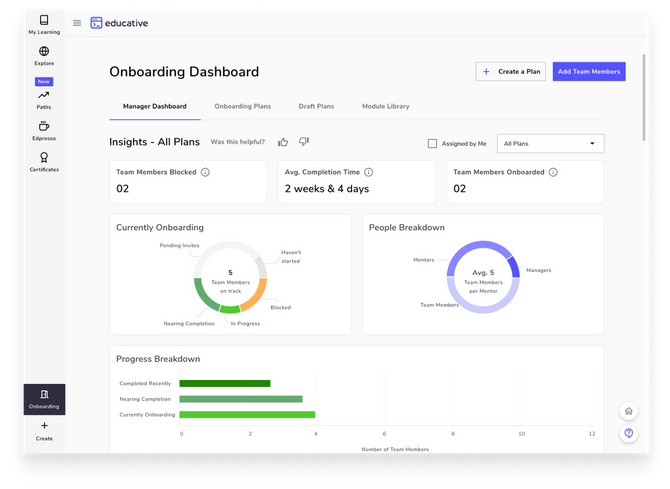 My Learning
Explore
New
Paths
Edpresso
Certificates
Onboarding
Create
educative
Onboarding Dashboard
+ Create a Plan
Add Team Members
Manager Dashboard
Onboarding Plans
Draft Plans
Module Library
Insights - All Plans
Was this helpful?
Assigned by Me
All Plans
Team Members Blocked
02
Avg. Completion Time
2 weeks & 4 days
Team Members Onboarded
02
Currently Onboarding
Pending Invites
Haven't
started
5
Team Members
on track
Blocked
Nearing Completion
In Progress
People Breakdown
Mentors
Avg. 5
Team Members
per Mentor
Managers
Team Members
Progress Breakdown
Completed Recently
Nearing Completion
Currently Onboarding
0 2 4 6 8 10 12
Number of Team Members